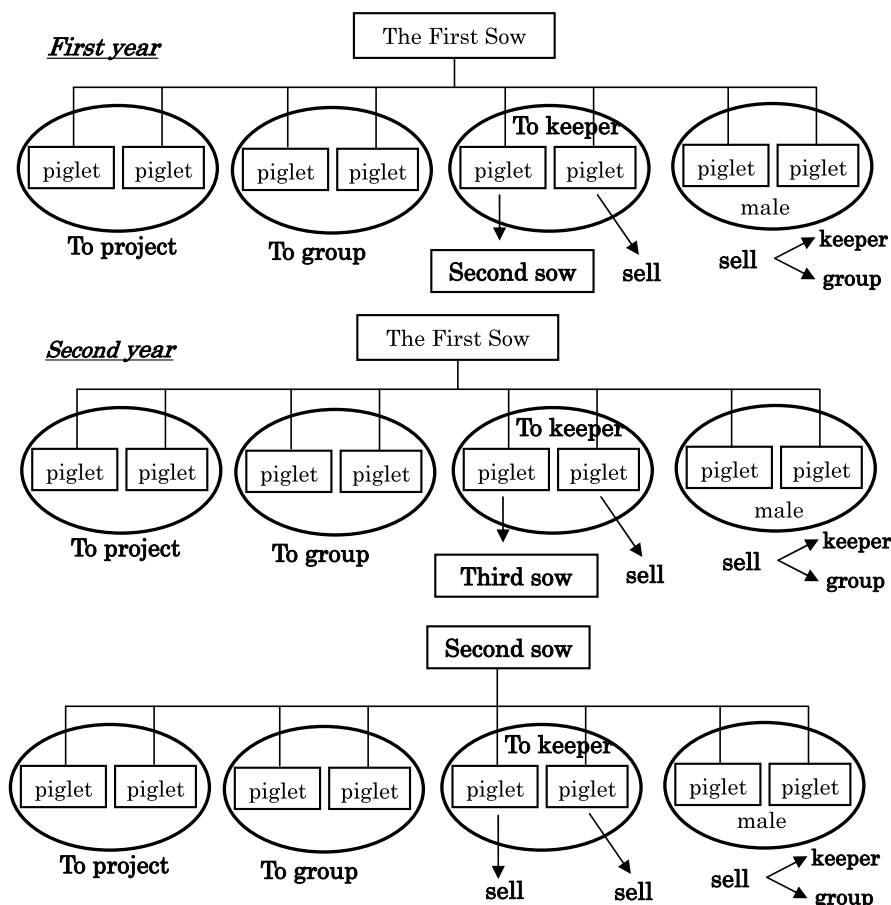 The First Sow
First year
To keeper
piglet piglet piglet piglet piglet piglet piglet piglet
male
To project To group
keeper
Second sow sell sell
group
The First Sow
Second year
To keeper
piglet piglet piglet piglet piglet piglet piglet piglet
male
To project To group
keeper
Third sow sell sell
group
Second sow
To keeper
piglet piglet piglet piglet piglet piglet piglet piglet
male
To project To group
keeper
sell sell sell
group